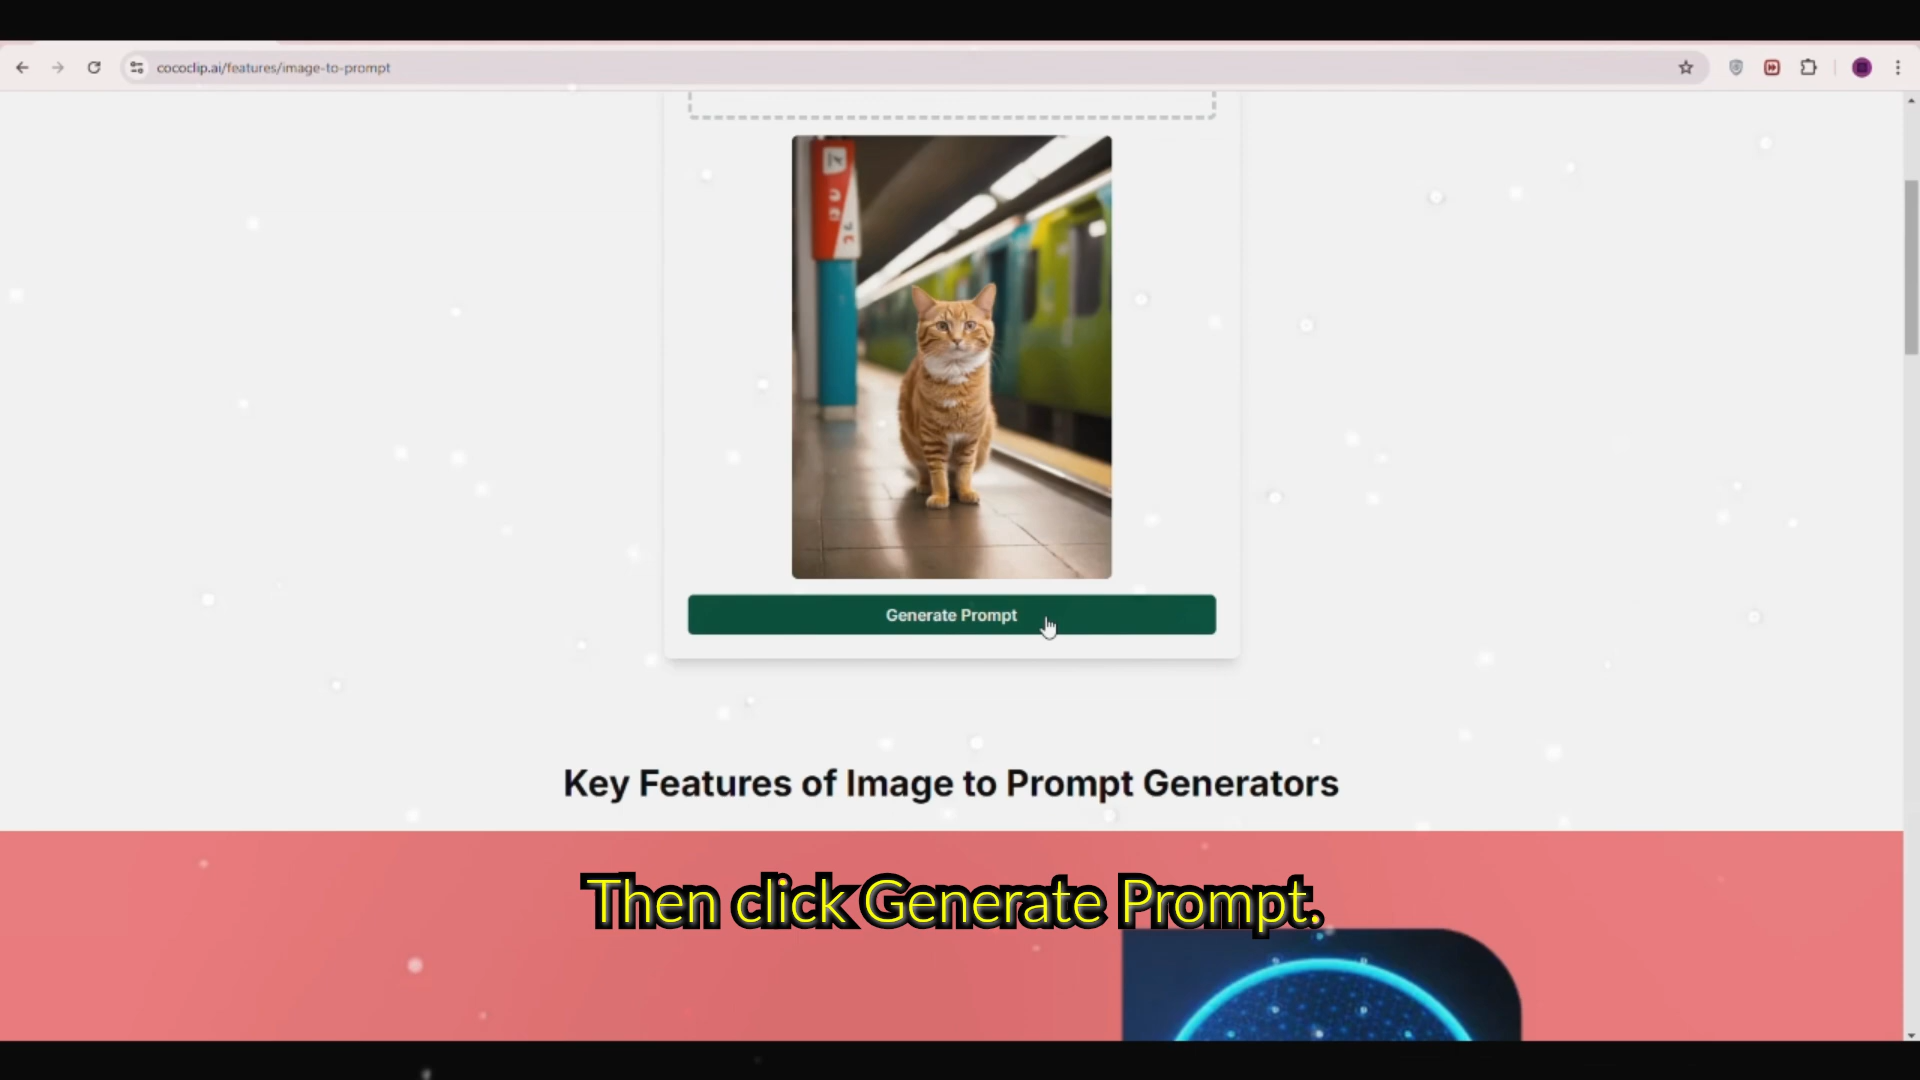 cococlip.ai/features/image-to-prompt
Generate Prompt
Key Features of Image to Prompt Generators
Then click Generate Prompt.